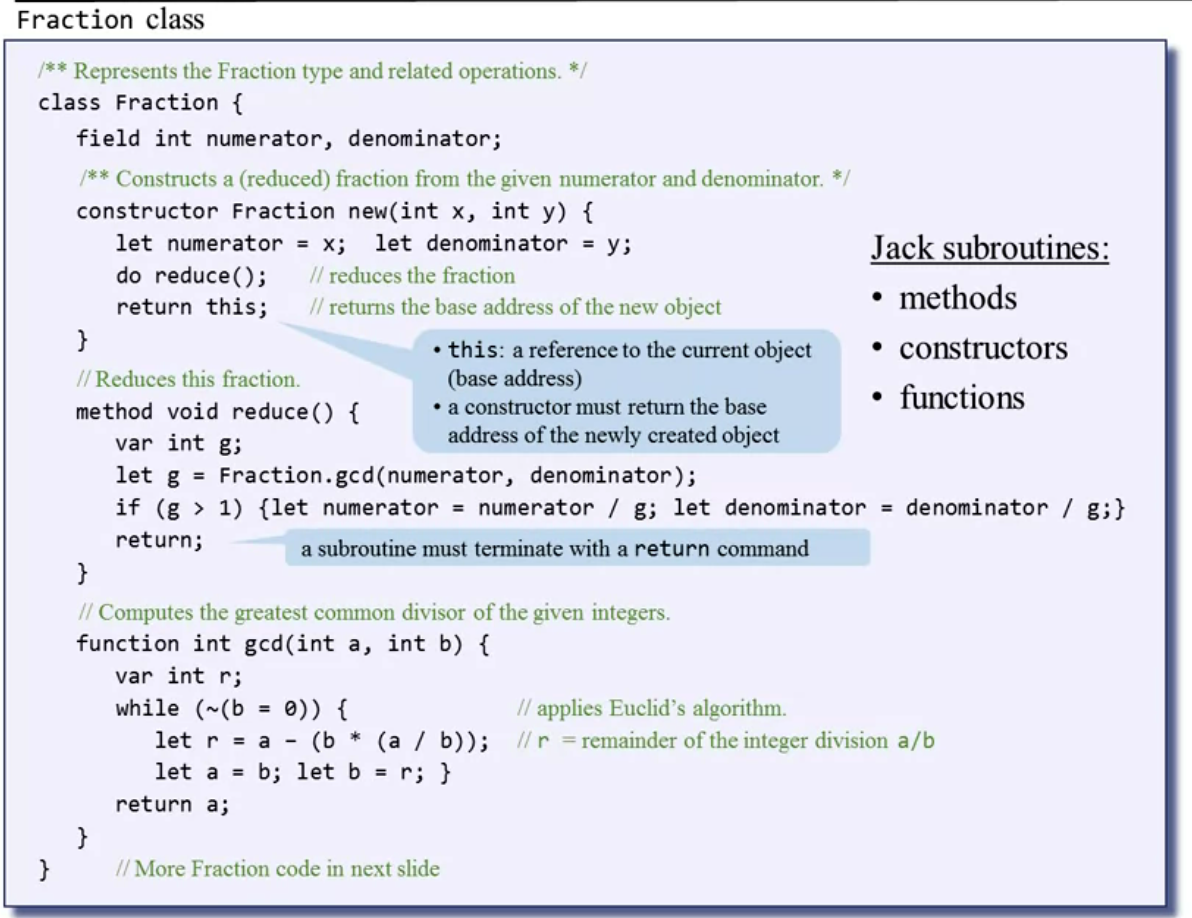 Fraction class
/** Represents the Fraction type and related operations. */
class Fraction {
field int numerator, denominator;
/** Constructs a (reduced) fraction from the given numerator and denominator. */
constructor Fraction new(int x, int y) {
let numerator = x;  let denominator = y;
do reduce();  // reduces the fraction
return this;  // returns the base address of the new object
}
• this: a reference to the current object
(base address)
• a constructor must return the base
address of the newly created object
Jack subroutines:
• methods
• constructors
• functions
// Reduces this fraction.
method void reduce() {
var int g;
let g = Fraction.gcd(numerator, denominator);
if (g > 1) {let numerator = numerator / g; let denominator = denominator / g;}
return;
a subroutine must terminate with a return command
}
// Computes the greatest common divisor of the given integers.
function int gcd(int a, int b) {
var int r;
while (~(b = 0)) {  // applies Euclid’s algorithm.
let r = a – (b * (a / b));  // r = remainder of the integer division a/b
let a = b; let b = r; }
return a;
}
}  // More Fraction code in next slide